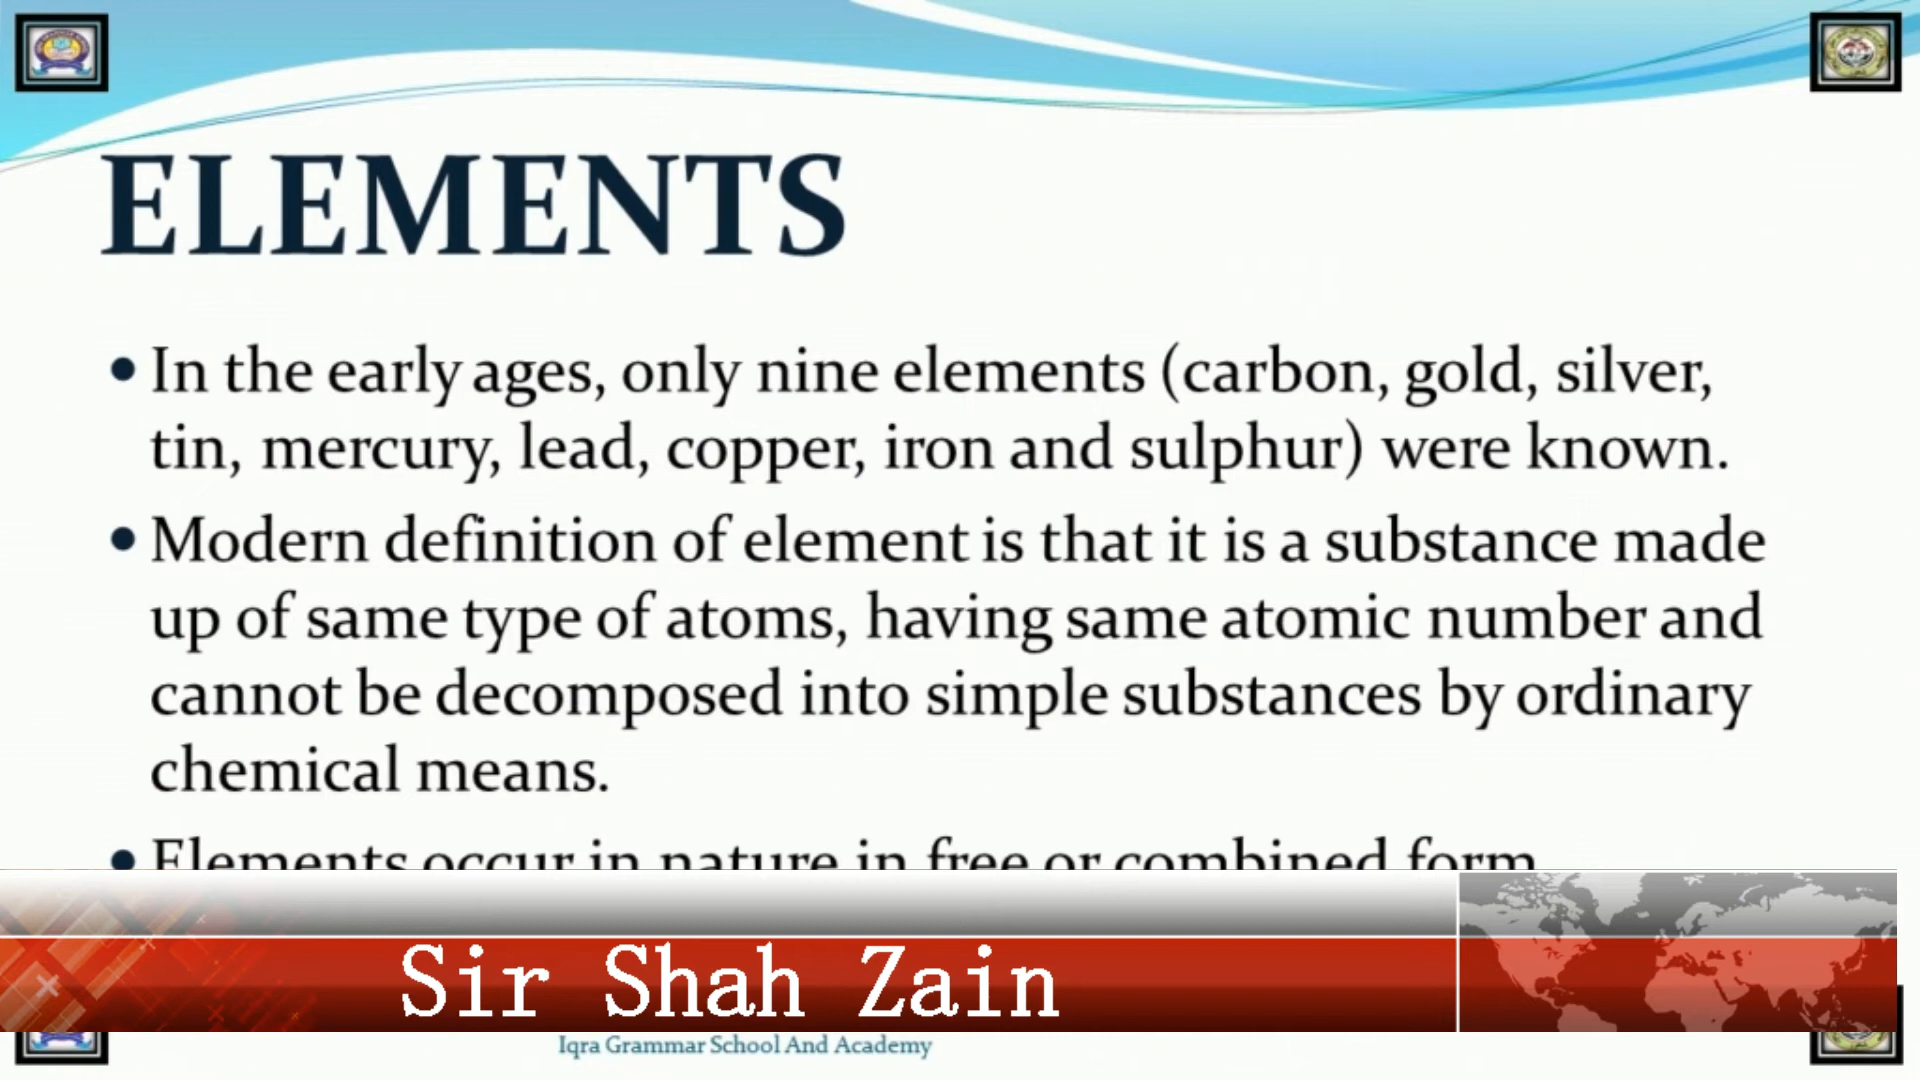 ELEMENTS
• In the early ages, only nine elements (carbon, gold, silver,
tin, mercury, lead, copper, iron and sulphur) were known.
• Modern definition of element is that it is a substance made
up of same type of atoms, having same atomic number and
cannot be decomposed into simple substances by ordinary
chemical means.
• Elements occur in nature in free or combined form
Sir Shah Zain
Iqra Grammar School And Academy